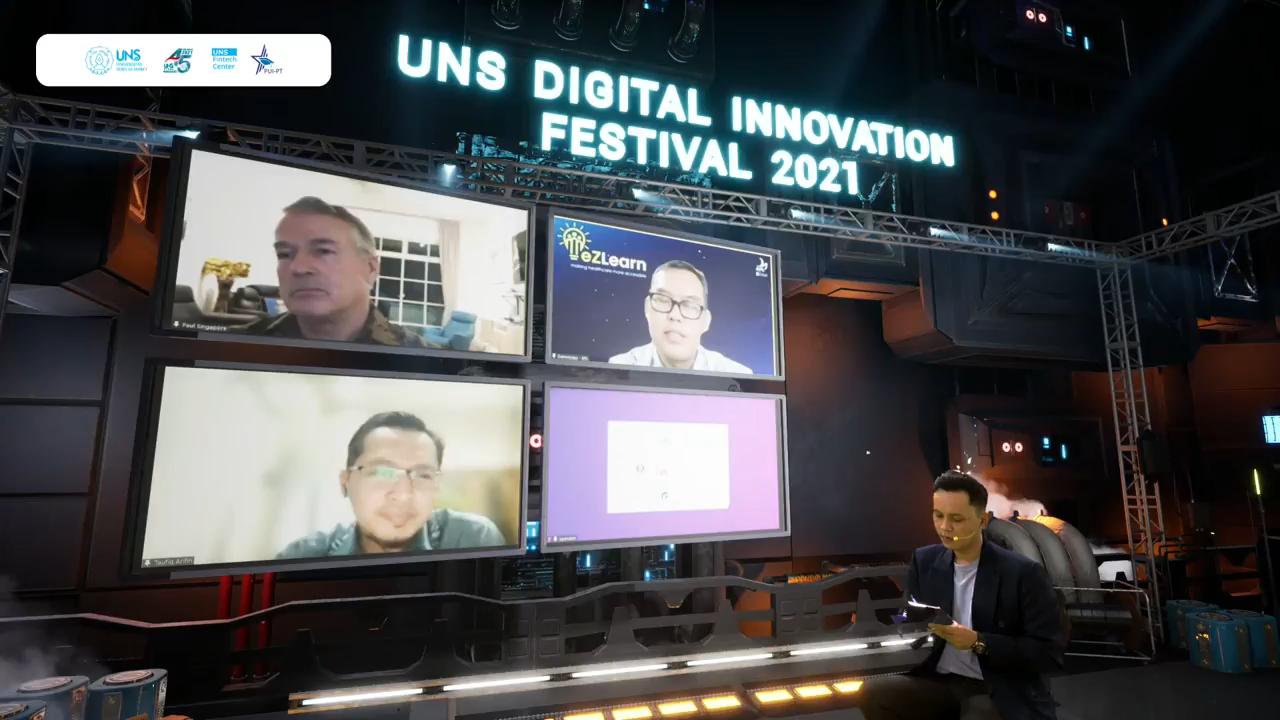 UNS
UNS
Fintech
Center
PUI-PT
UNS DIGITAL INNOVATION
FESTIVAL 2021
eZLearn
making healthcare more accessible
Paul Singapore
Taufiq Arifin